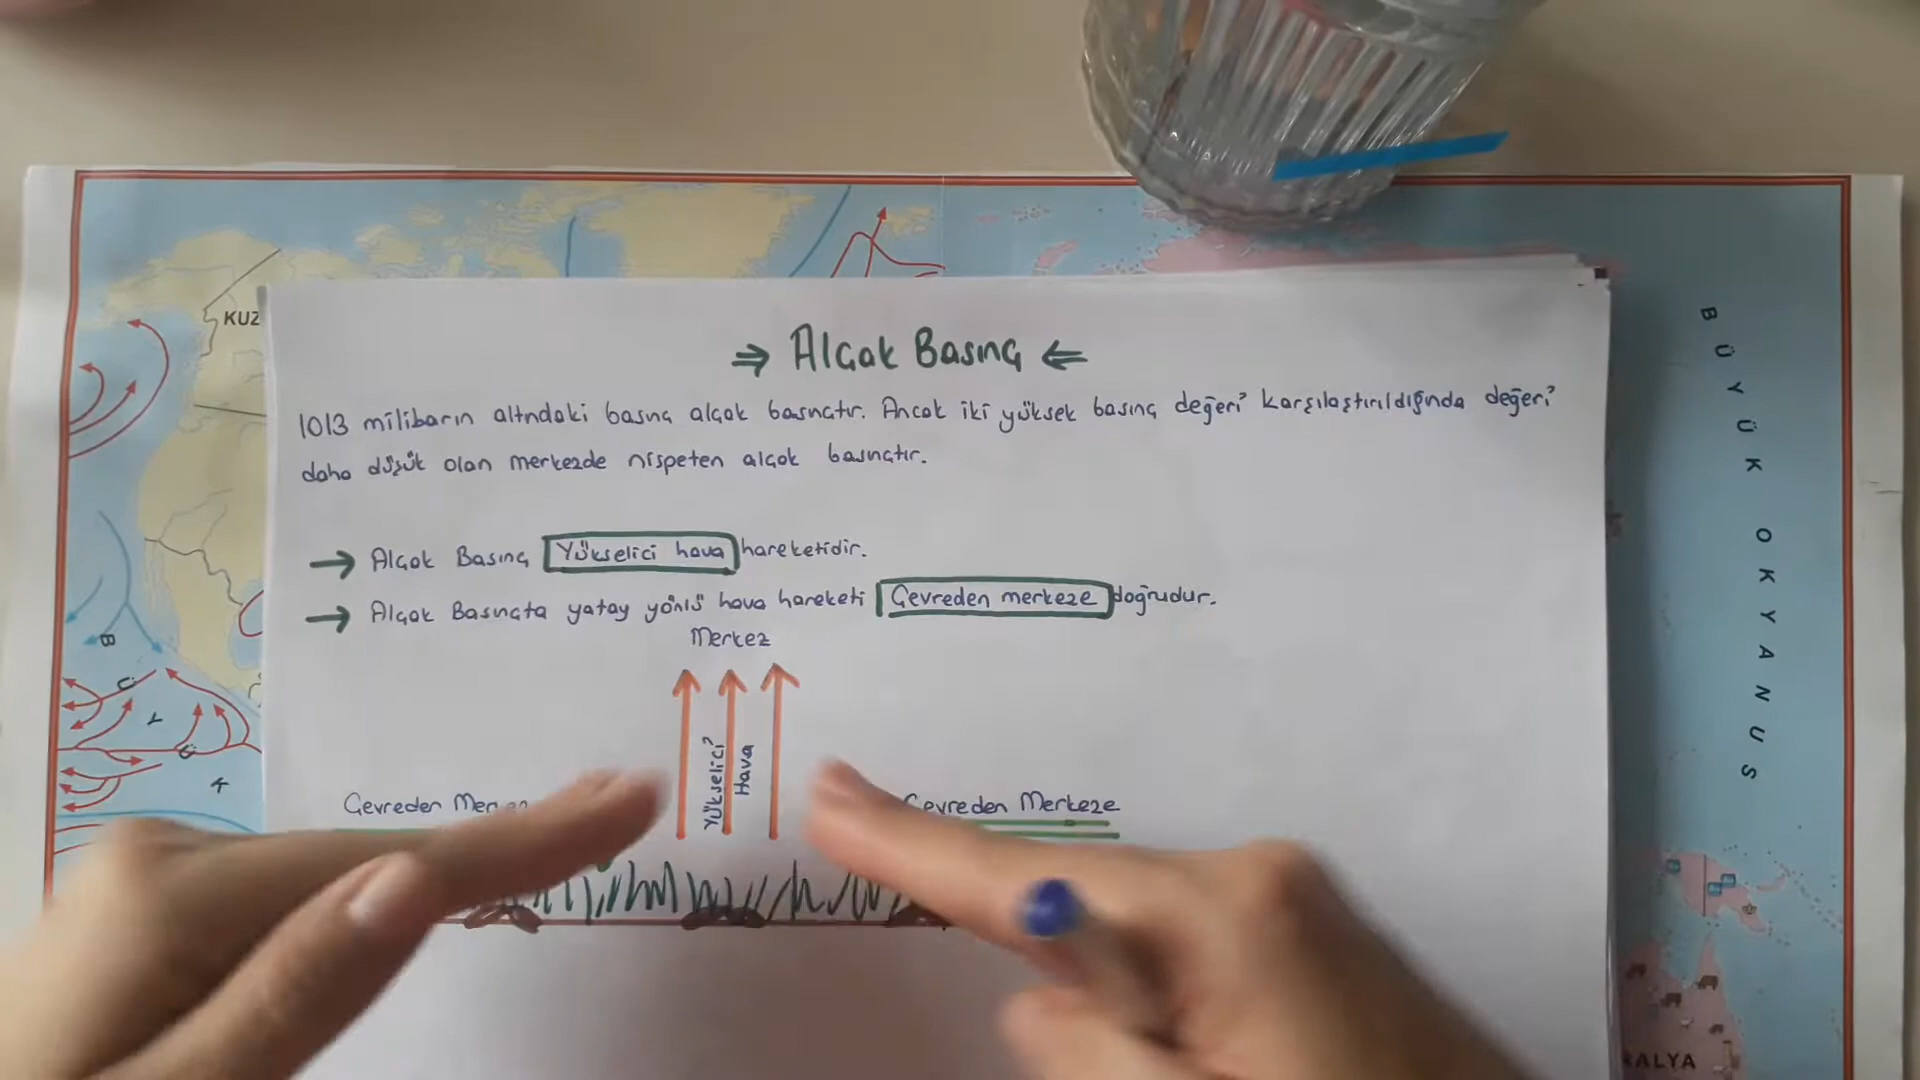 KUZ
⇒ Alçak Basınç ⇐
1013 milibarın altındaki basınç alçak basınçtır. Ancak iki yüksek basınç değeri karşılaştırıldığında değeri
daha düşük olan merkezde nispeten alçak basınçtır.
→ Alçak Basınç Yükselici hava hareketidir.
→ Alçak Basınçta yatay yönlü hava hareketi Çevreden merkeze doğrudur.
Merkez
Yükselici
Hava
Çevreden
Çevreden Merkeze
B Ü Y Ü K
BÜYÜK OKYANUS
RALYA